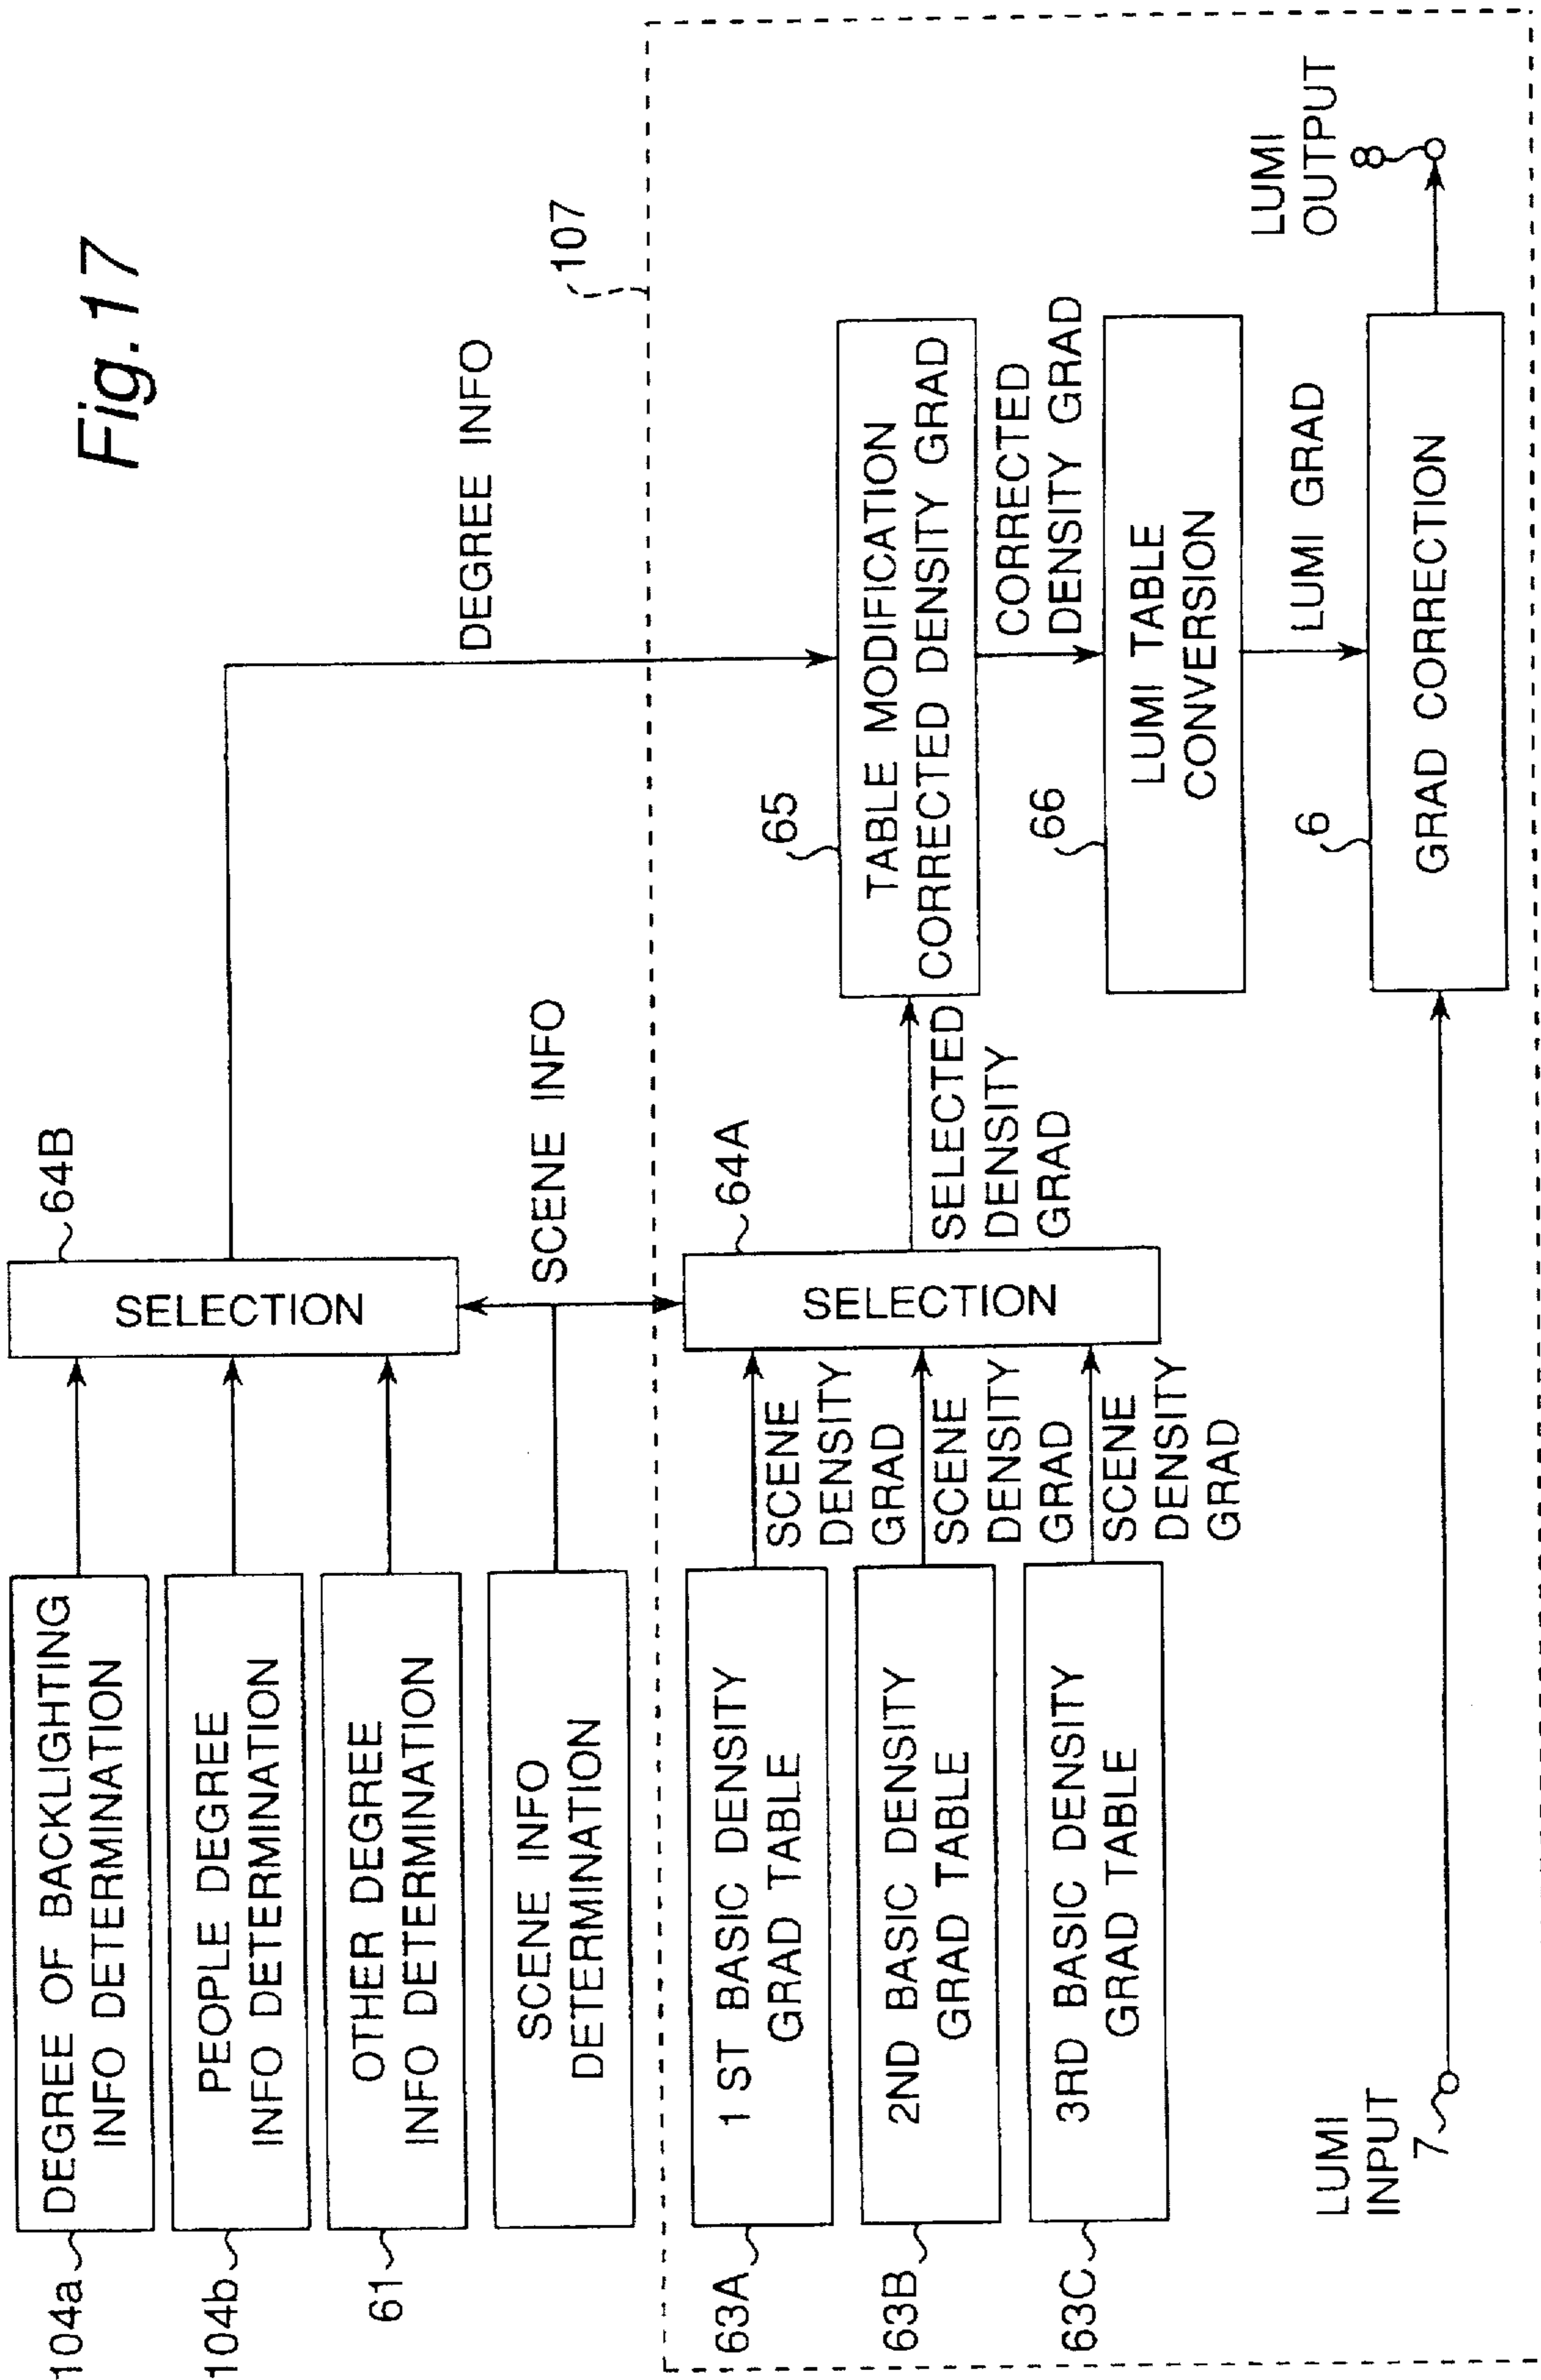 Fig.17
104a
DEGREE OF BACKLIGHTING
INFO DETERMINATION
104b
PEOPLE DEGREE
INFO DETERMINATION
61
OTHER DEGREE
INFO DETERMINATION
SCENE INFO
DETERMINATION
SELECTION
64B
SCENE INFO
DEGREE INFO
107
63A
1 ST BASIC DENSITY
GRAD TABLE
63B
2ND BASIC DENSITY
GRAD TABLE
63C
3RD BASIC DENSITY
GRAD TABLE
SCENE
DENSITY
GRAD
SCENE
DENSITY
GRAD
SCENE
DENSITY
GRAD
SELECTION
64A
SELECTED
DENSITY
GRAD
65
TABLE MODIFICATION
CORRECTED DENSITY GRAD
CORRECTED
DENSITY GRAD
66
LUMI TABLE
CONVERSION
LUMI GRAD
6
GRAD CORRECTION
LUMI
INPUT
7
LUMI
OUTPUT
8